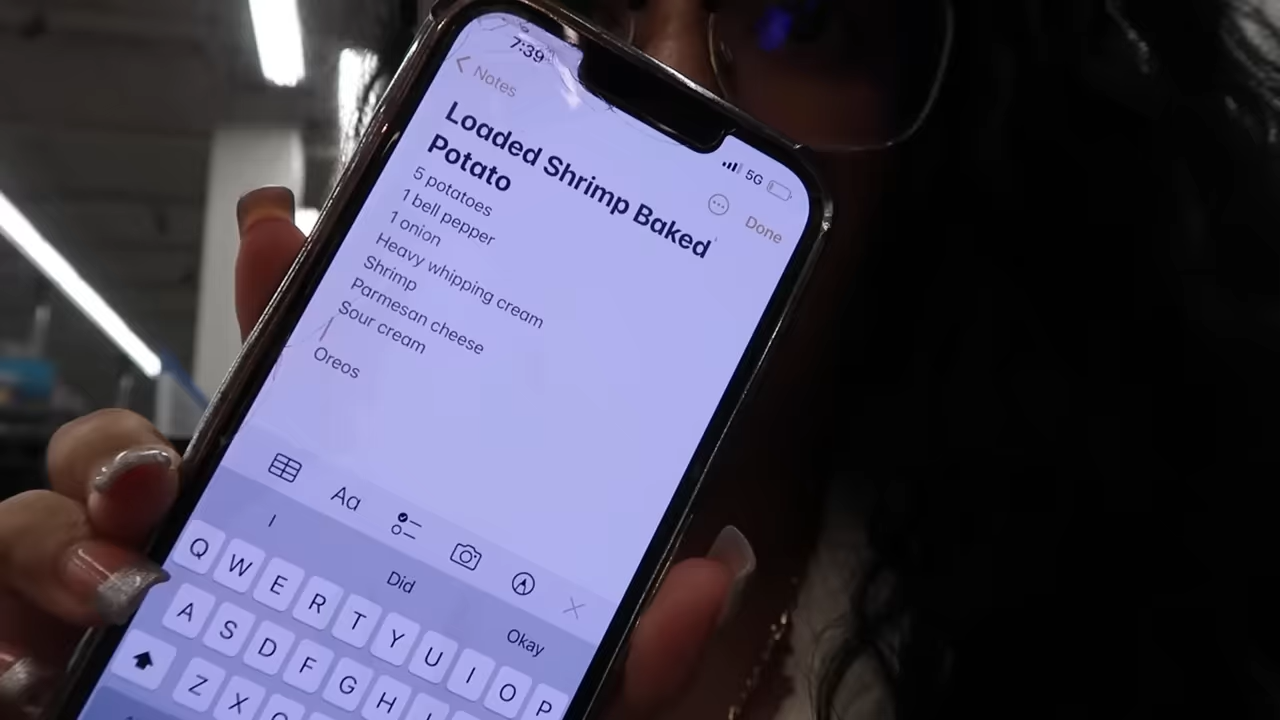 7:39
5G
Notes
Done
Loaded Shrimp Baked
Potato
5 potatoes
1 bell pepper
1 onion
Heavy whipping cream
Shrimp
Parmesan cheese
Sour cream
Oreos
Aa
I
Did
Okay
Q W E R T Y U I O P
A S D F G H
Z X